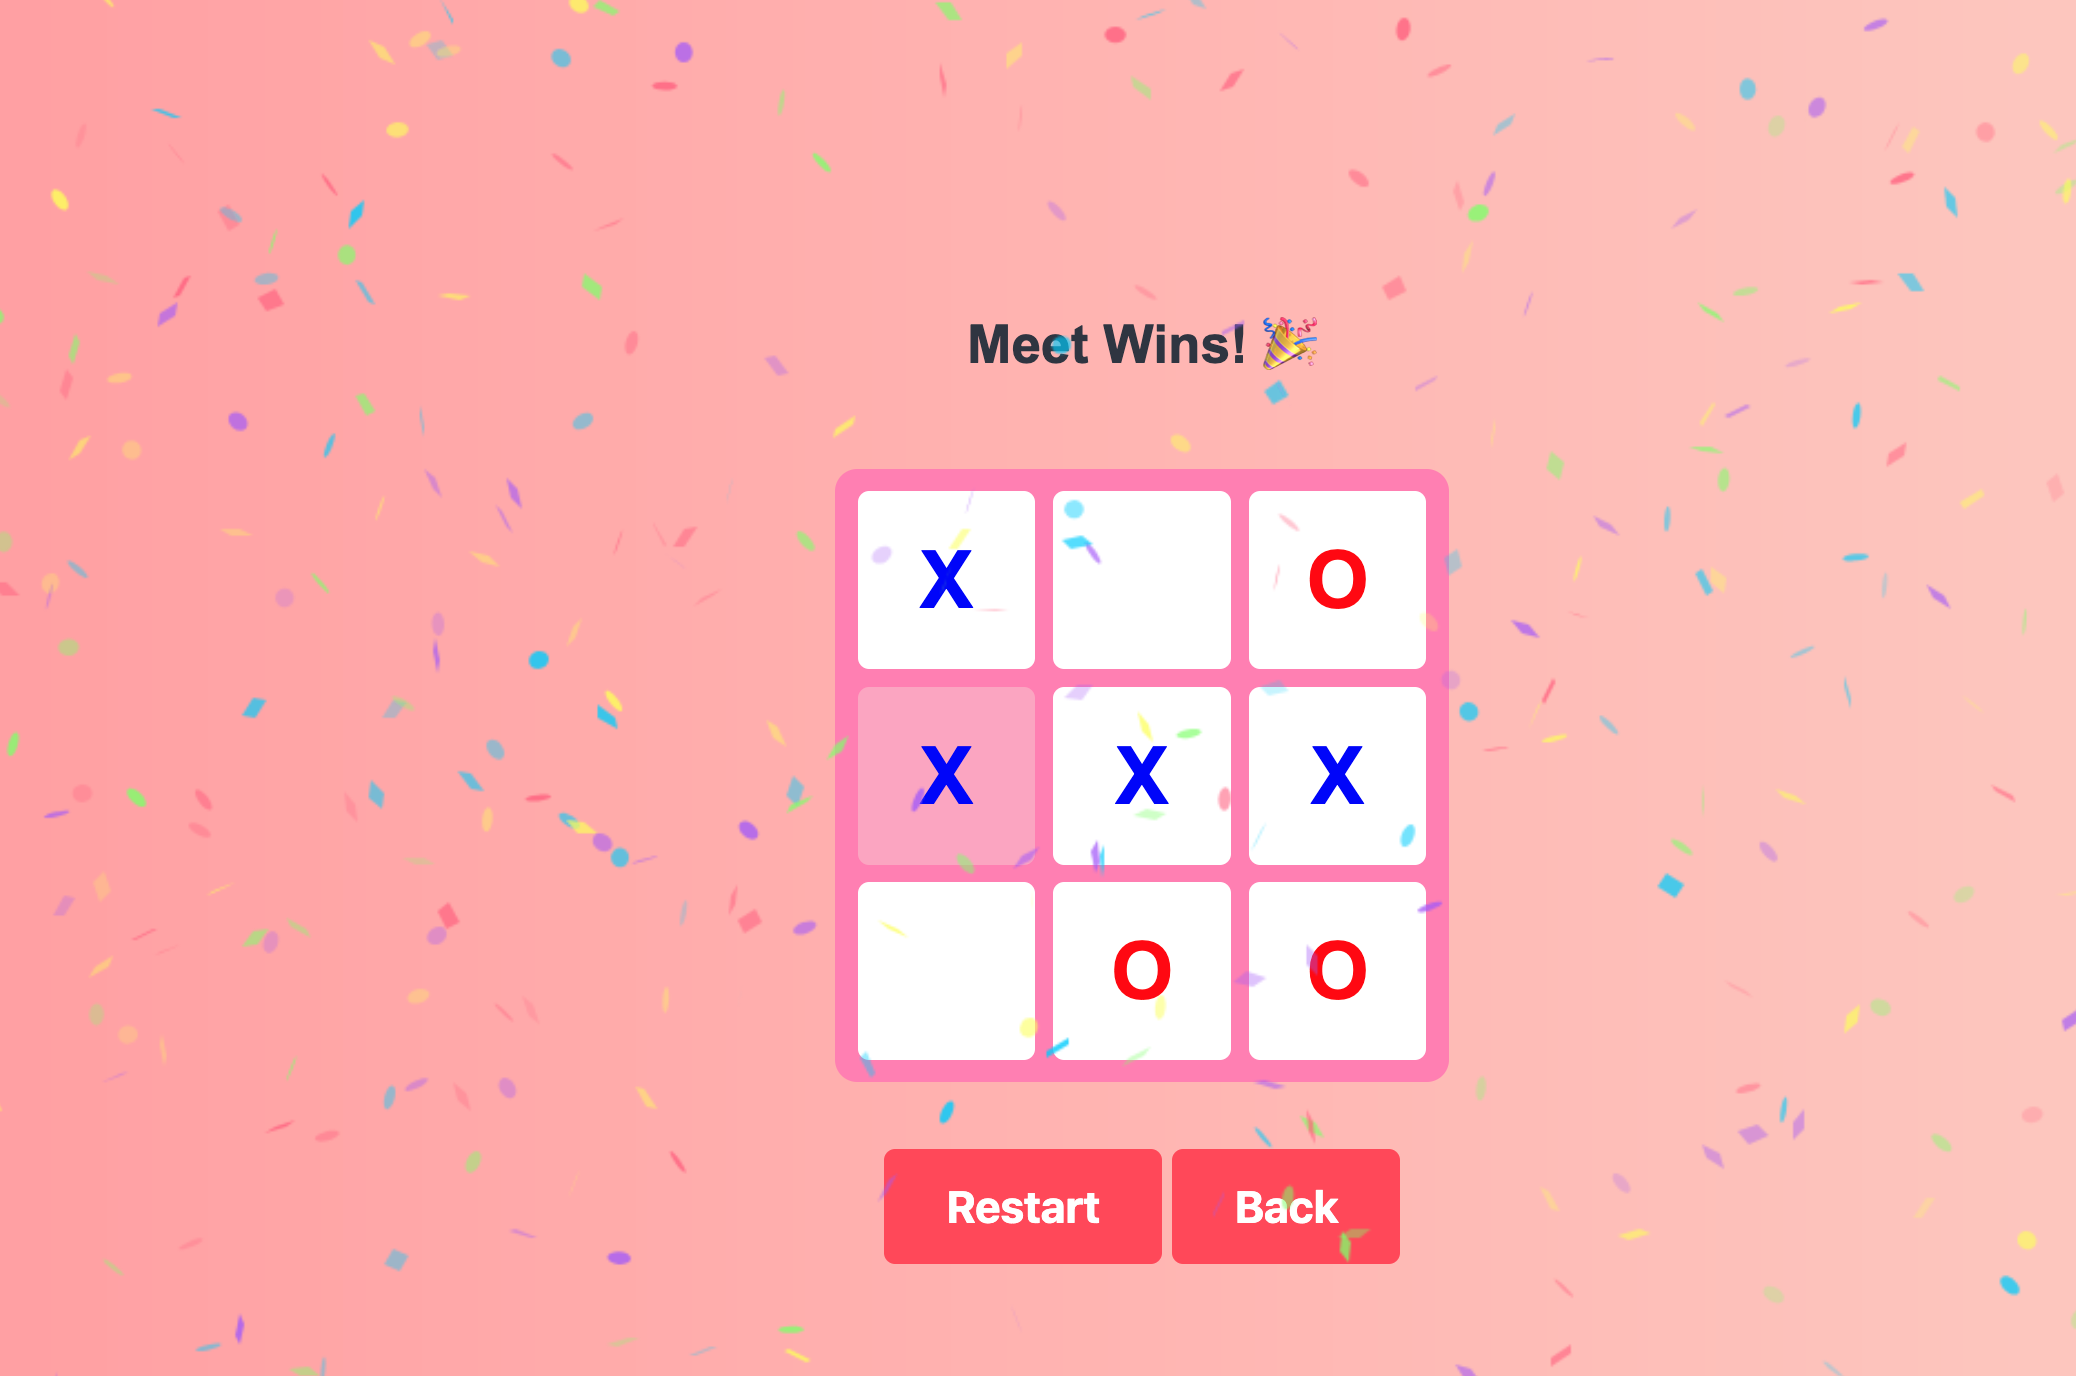 Meet Wins! 🎉
X O
X X X
O O
Restart Back